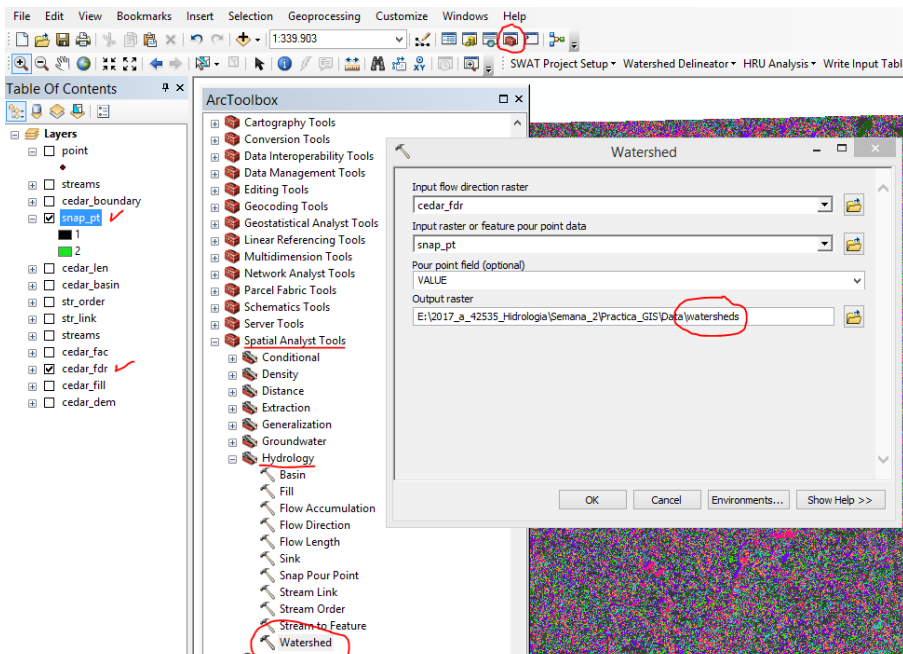 File Edit View Bookmarks Insert Selection Geoprocessing Customize Windows Help
1:339.903
SWAT Project Setup Watershed Delineator HRU Analysis Write Input Tabl
Table Of Contents
Layers
point
streams
cedar_boundary
snap_pt
1
2
cedar_len
cedar_basin
str_order
str_link
streams
cedar_fac
cedar_fdr
cedar_fill
cedar_dem
ArcToolbox
Cartography Tools
Conversion Tools
Data Interoperability Tools
Data Management Tools
Editing Tools
Geocoding Tools
Geostatistical Analyst Tools
Linear Referencing Tools
Multidimension Tools
Network Analyst Tools
Parcel Fabric Tools
Schematics Tools
Server Tools
Spatial Analyst Tools
Conditional
Density
Distance
Extraction
Generalization
Groundwater
Hydrology
Basin
Fill
Flow Accumulation
Flow Direction
Flow Length
Sink
Snap Pour Point
Stream Link
Stream Order
Stream to Feature
Watershed
Watershed
Input flow direction raster
cedar_fdr
Input raster or feature pour point data
snap_pt
Pour point field (optional)
VALUE
Output raster
E:\2017_a_42535_Hidrologia\Semana_2\Practica_GIS\Data\watersheds
OK Cancel Environments... Show Help >>